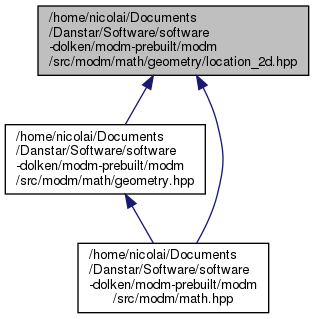 /home/nicolai/Documents
/Danstar/Software/software
-dolken/modm-prebuilt/modm
/src/modm/math/geometry/location_2d.hpp
/home/nicolai/Documents
/Danstar/Software/software
-dolken/modm-prebuilt/modm
/src/modm/math/geometry.hpp
/home/nicolai/Documents
/Danstar/Software/software
-dolken/modm-prebuilt/modm
/src/modm/math.hpp